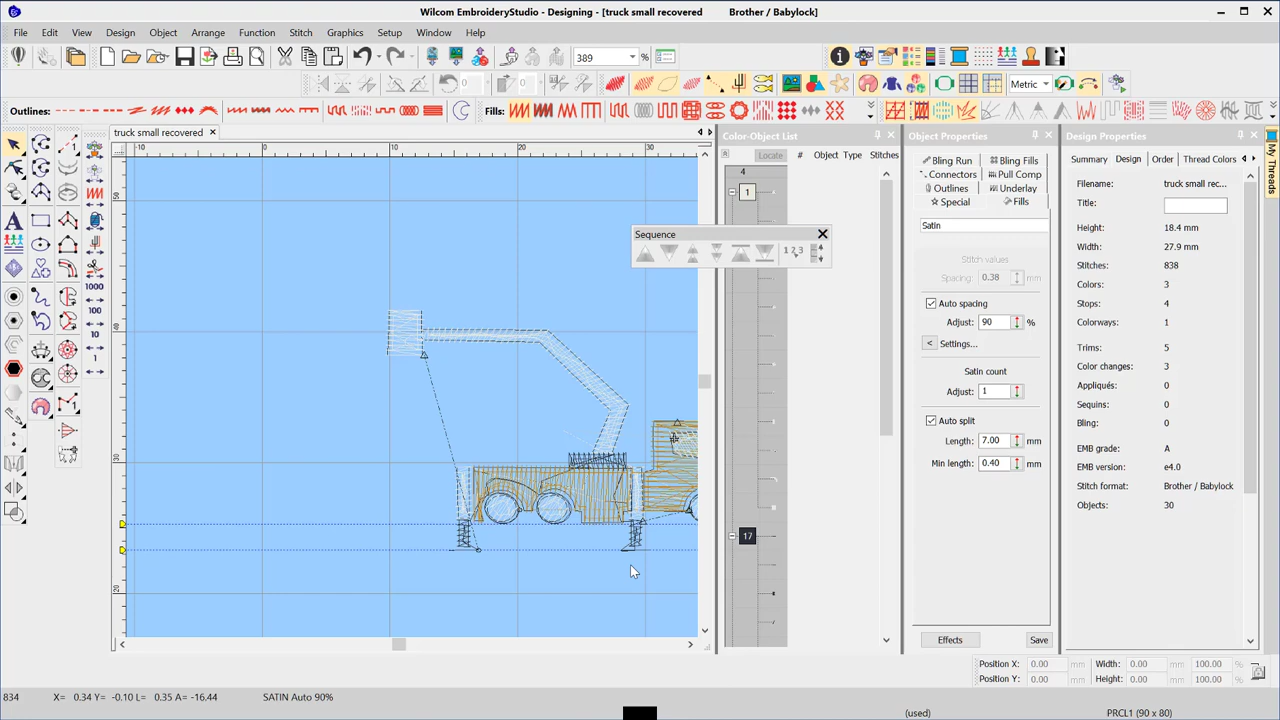 Wilcom EmbroideryStudio - Designing - [truck small recovered        Brother / Babylock]
File Edit View Design Object Arrange Function Stitch Graphics Setup Window Help
389 %
0 0 Metric
Outlines: Fills:
truck small recovered
Color-Object List
Object Properties
Design Properties
10 10 20 30
Locate # Object Type Stitches
Bling Run Bling Fills
Connectors Pull Comp
Outlines Underlay
Special Fills
Summary Design Order Thread Colors
My Threads
4
1
17
Sequence
1 2 3
Satin
Stitch values
Spacing: 0.38 mm
Auto spacing
Adjust: 90 %
< Settings...
Satin count
Adjust: 1
Auto split
Length: 7.00 mm
Min length: 0.40 mm
Effects Save
Filename: truck small rec...
Title:
Height: 18.4 mm
Width: 27.9 mm
Stitches: 838
Colors: 3
Stops: 4
Colorways: 1
Trims: 5
Color changes: 3
Appliqués: 0
Sequins: 0
Bling: 0
EMB grade: A
EMB version: e4.0
Stitch format: Brother / Babylock
Objects: 30
1000
100
10
1
50
40
30
20
Position X: 0.00 mm Width: 0.00 mm 100.00 %
Position Y: 0.00 mm Height: 0.00 mm 100.00 %
834 X= 0.34 Y= -0.10 L= 0.35 A= -16.44 SATIN Auto 90%
(used) PRCL1 (90 x 80)